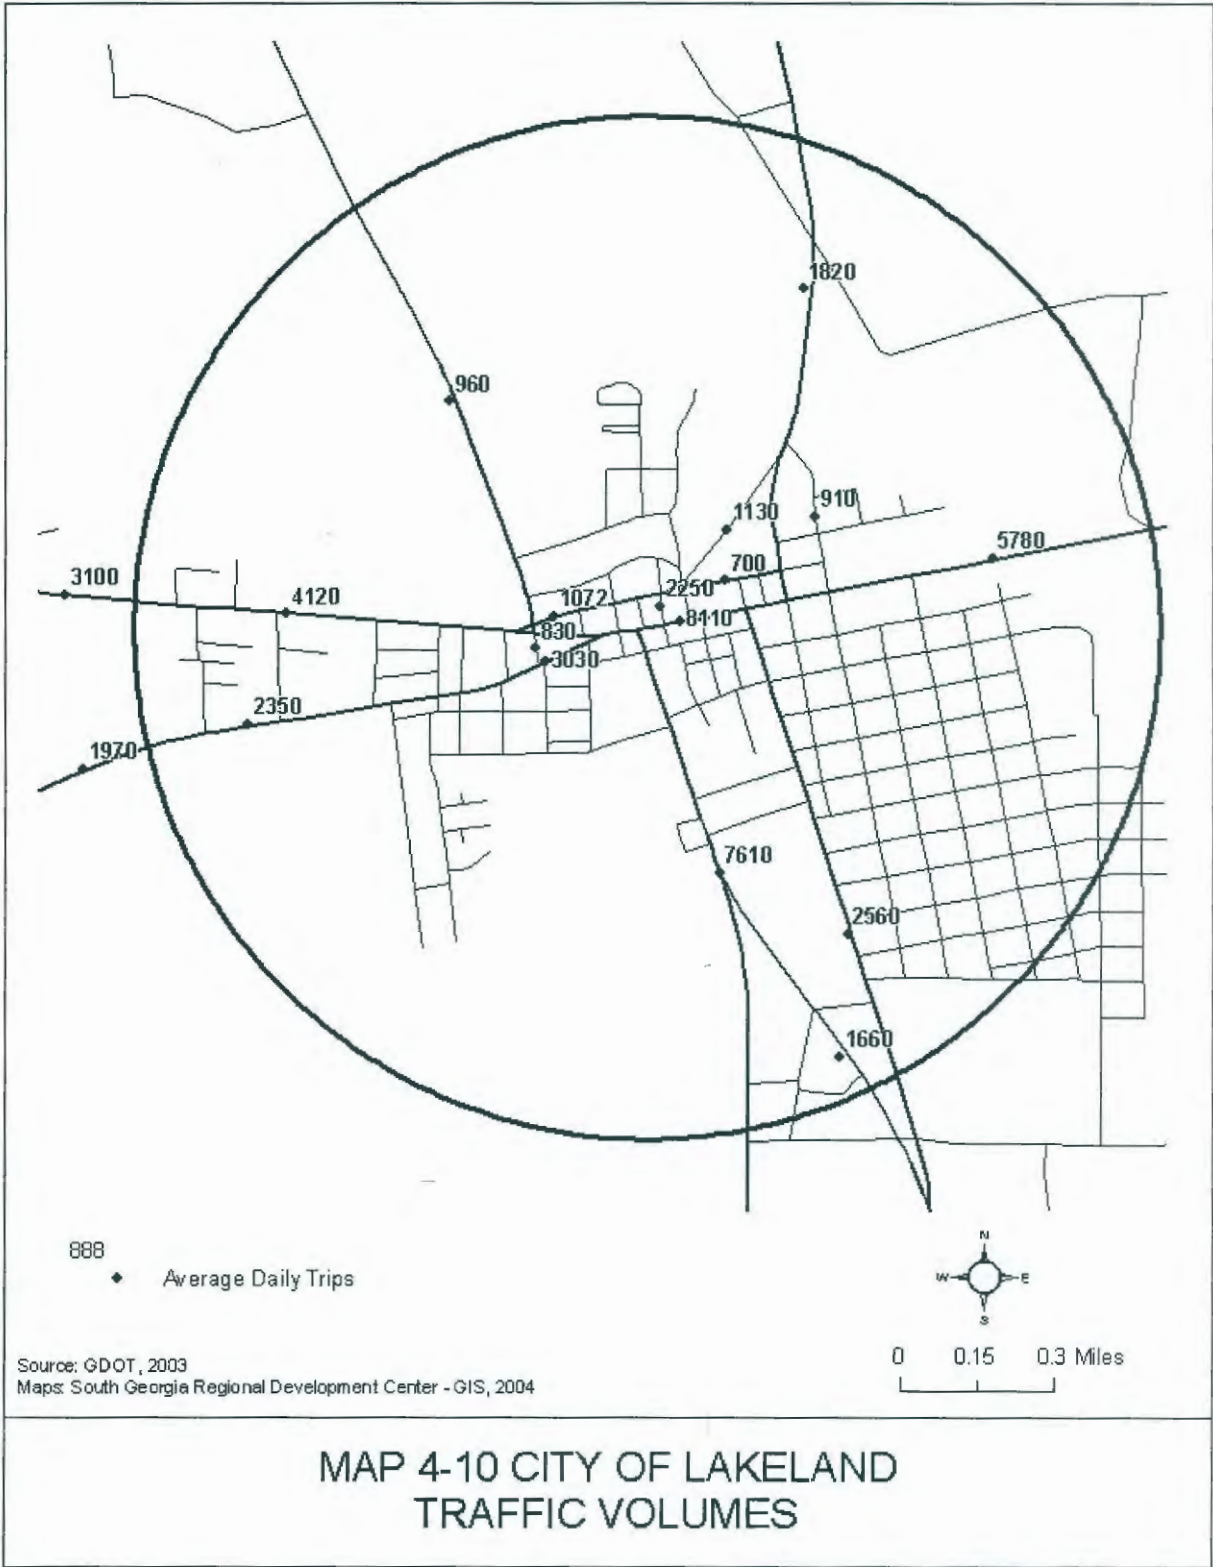 1820
960
910
1130
5780
700
3100
2250
4120
1072
8110
830
3030
2350
1970
7610
2560
1660
888
Average Daily Trips
N
W E
S
Source: GDOT, 2003
0 0.15 0.3 Miles
Maps: South Georgia Regional Development Center - GIS, 2004
MAP 4-10 CITY OF LAKELAND
TRAFFIC VOLUMES